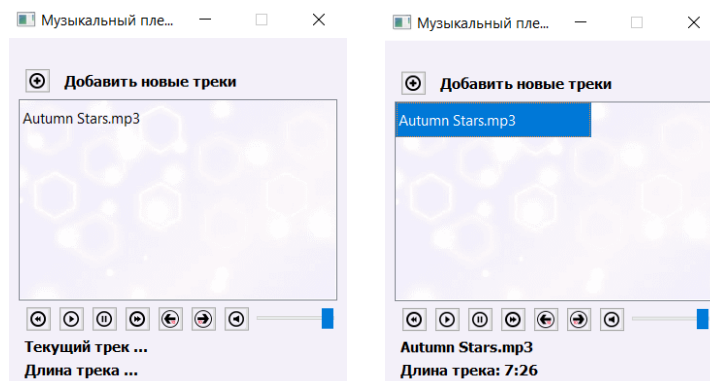 Музыкальный пле...
Добавить новые треки
Autumn Stars.mp3
Текущий трек ...
Длина трека ...
Музыкальный пле...
Добавить новые треки
Autumn Stars.mp3
Autumn Stars.mp3
Длина трека: 7:26